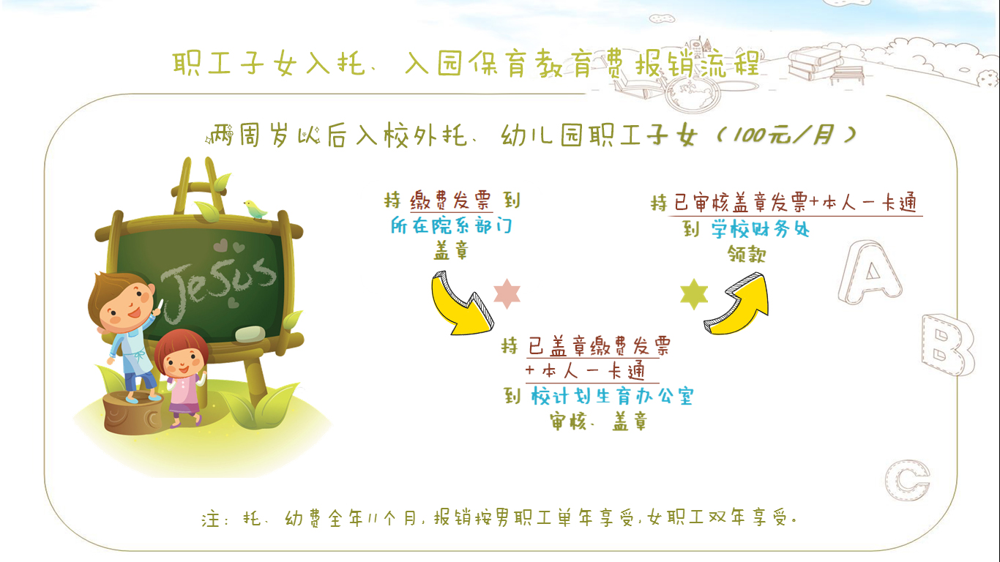 职工子女入托、入园保育教育费报销流程
两周岁以后入校外托、幼儿园职工子女（100元/月）
持 缴费发票 到
所在院系部门
盖章
持 已审核盖章发票+本人一卡通
到 学校财务处
领款
Jesus
持 已盖章缴费发票
+本人一卡通
到 校计划生育办公室
审核、盖章
A
B
C
注：托、幼费全年11个月,报销按男职工单年享受,女职工双年享受。